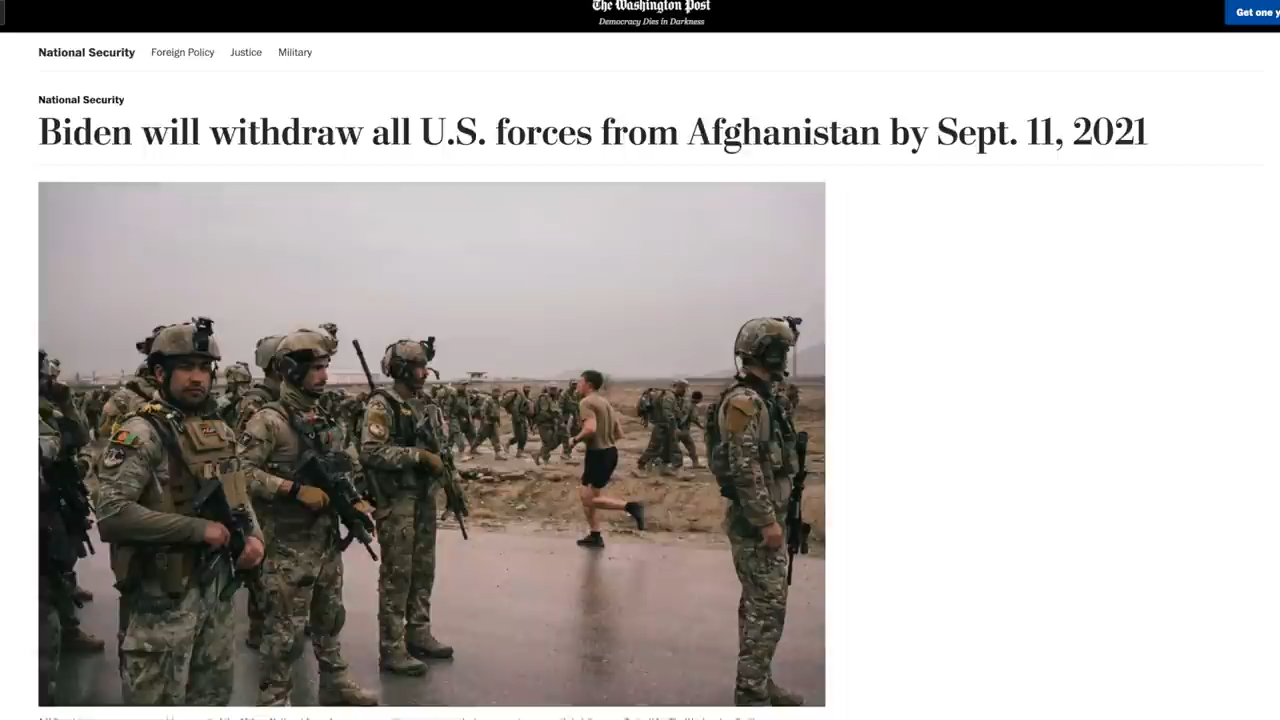 The Washington Post
Democracy Dies in Darkness
Get one y
National Security Foreign Policy Justice Military
National Security
Biden will withdraw all U.S. forces from Afghanistan by Sept. 11, 2021